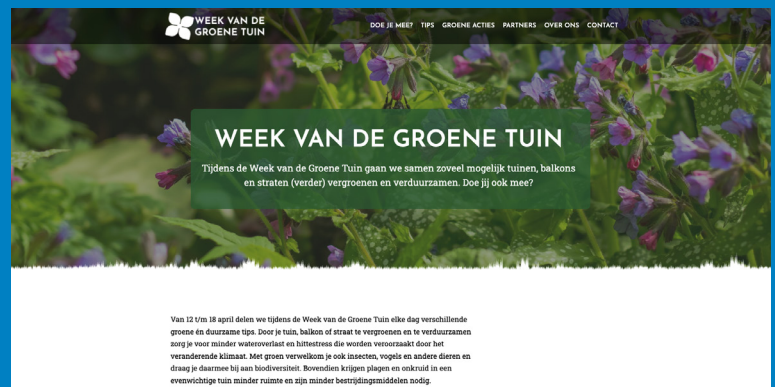 WEEK VAN DE
GROENE TUIN
DOE JE MEE? TIPS GROENE ACTIES PARTNERS OVER ONS CONTACT
WEEK VAN DE GROENE TUIN
Tijdens de Week van de Groene Tuin gaan we samen zoveel mogelijk tuinen, balkons
en straten (verder) vergroenen en verduurzamen. Doe jij ook mee?
Van 12 t/m 18 april delen we tijdens de Week van de Groene Tuin elke dag verschillende
groene én duurzame tips. Door je tuin, balkon of straat te vergroenen en te verduurzamen
zorg je voor minder wateroverlast en hittestress die worden veroorzaakt door het
veranderende klimaat. Met groen verwelkom je ook insecten, vogels en andere dieren en
draag je daarmee bij aan biodiversiteit. Bovendien krijgen plagen en onkruid in een
evenwichtige tuin minder ruimte en zijn minder bestrijdingsmiddelen nodig.